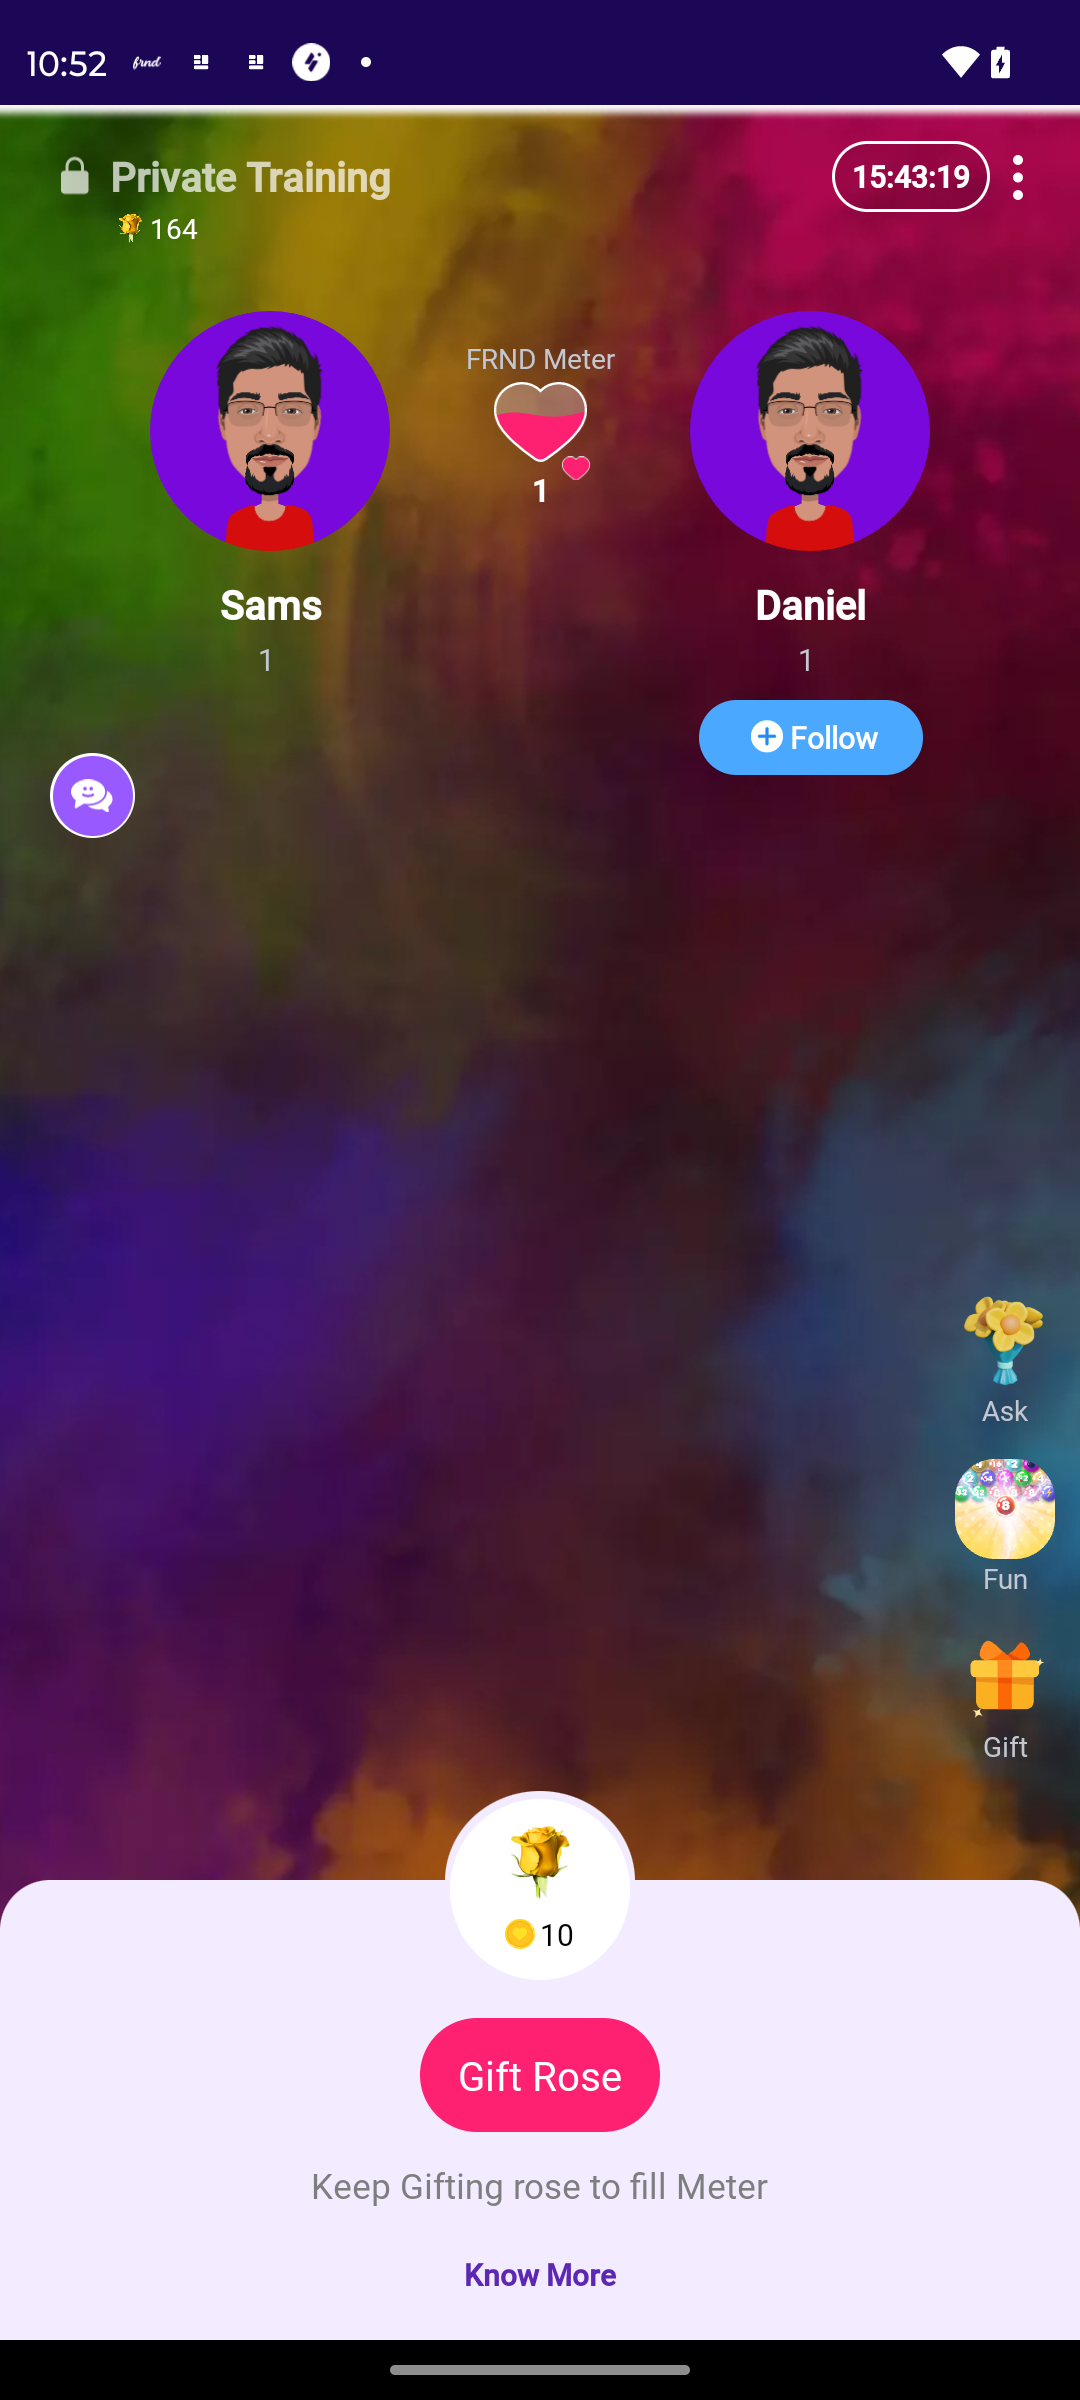 10:52 frnd
Private Training
164
15:43:19
FRND Meter
1
Sams
1
Daniel
1
Follow
Ask
8
Fun
Gift
10
Gift Rose
Keep Gifting rose to fill Meter
Know More